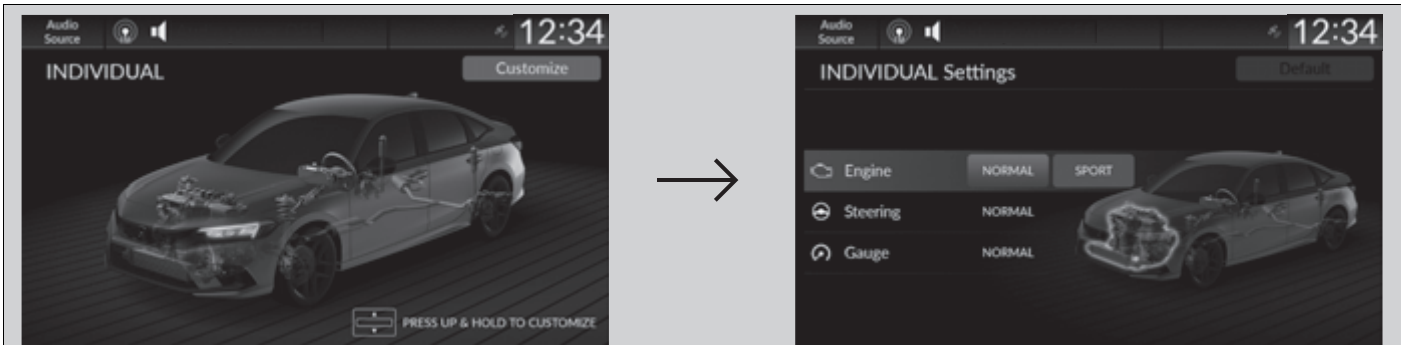 Audio
Source
12:34
INDIVIDUAL
Customize
PRESS UP & HOLD TO CUSTOMIZE
Audio
Source
12:34
INDIVIDUAL Settings
Default
Engine NORMAL SPORT
Steering NORMAL
Gauge NORMAL